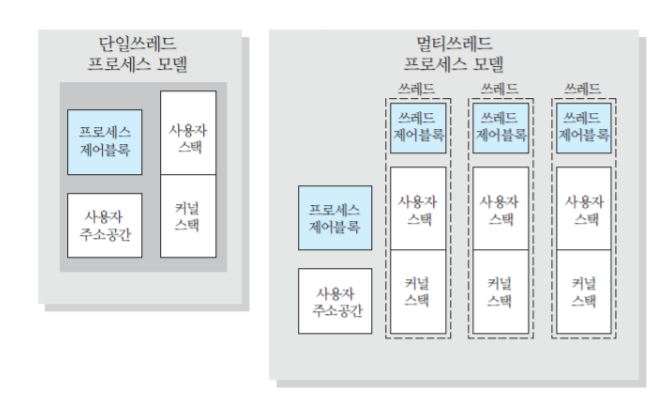 단일쓰레드
프로세스 모델
프로세스
제어블록
사용자
스택
사용자
주소공간
커널
스택
멀티쓰레드
프로세스 모델
쓰레드
쓰레드
쓰레드
쓰레드
제어블록
쓰레드
제어블록
쓰레드
제어블록
프로세스
제어블록
사용자
스택
사용자
스택
사용자
스택
사용자
주소공간
커널
스택
커널
스택
커널
스택